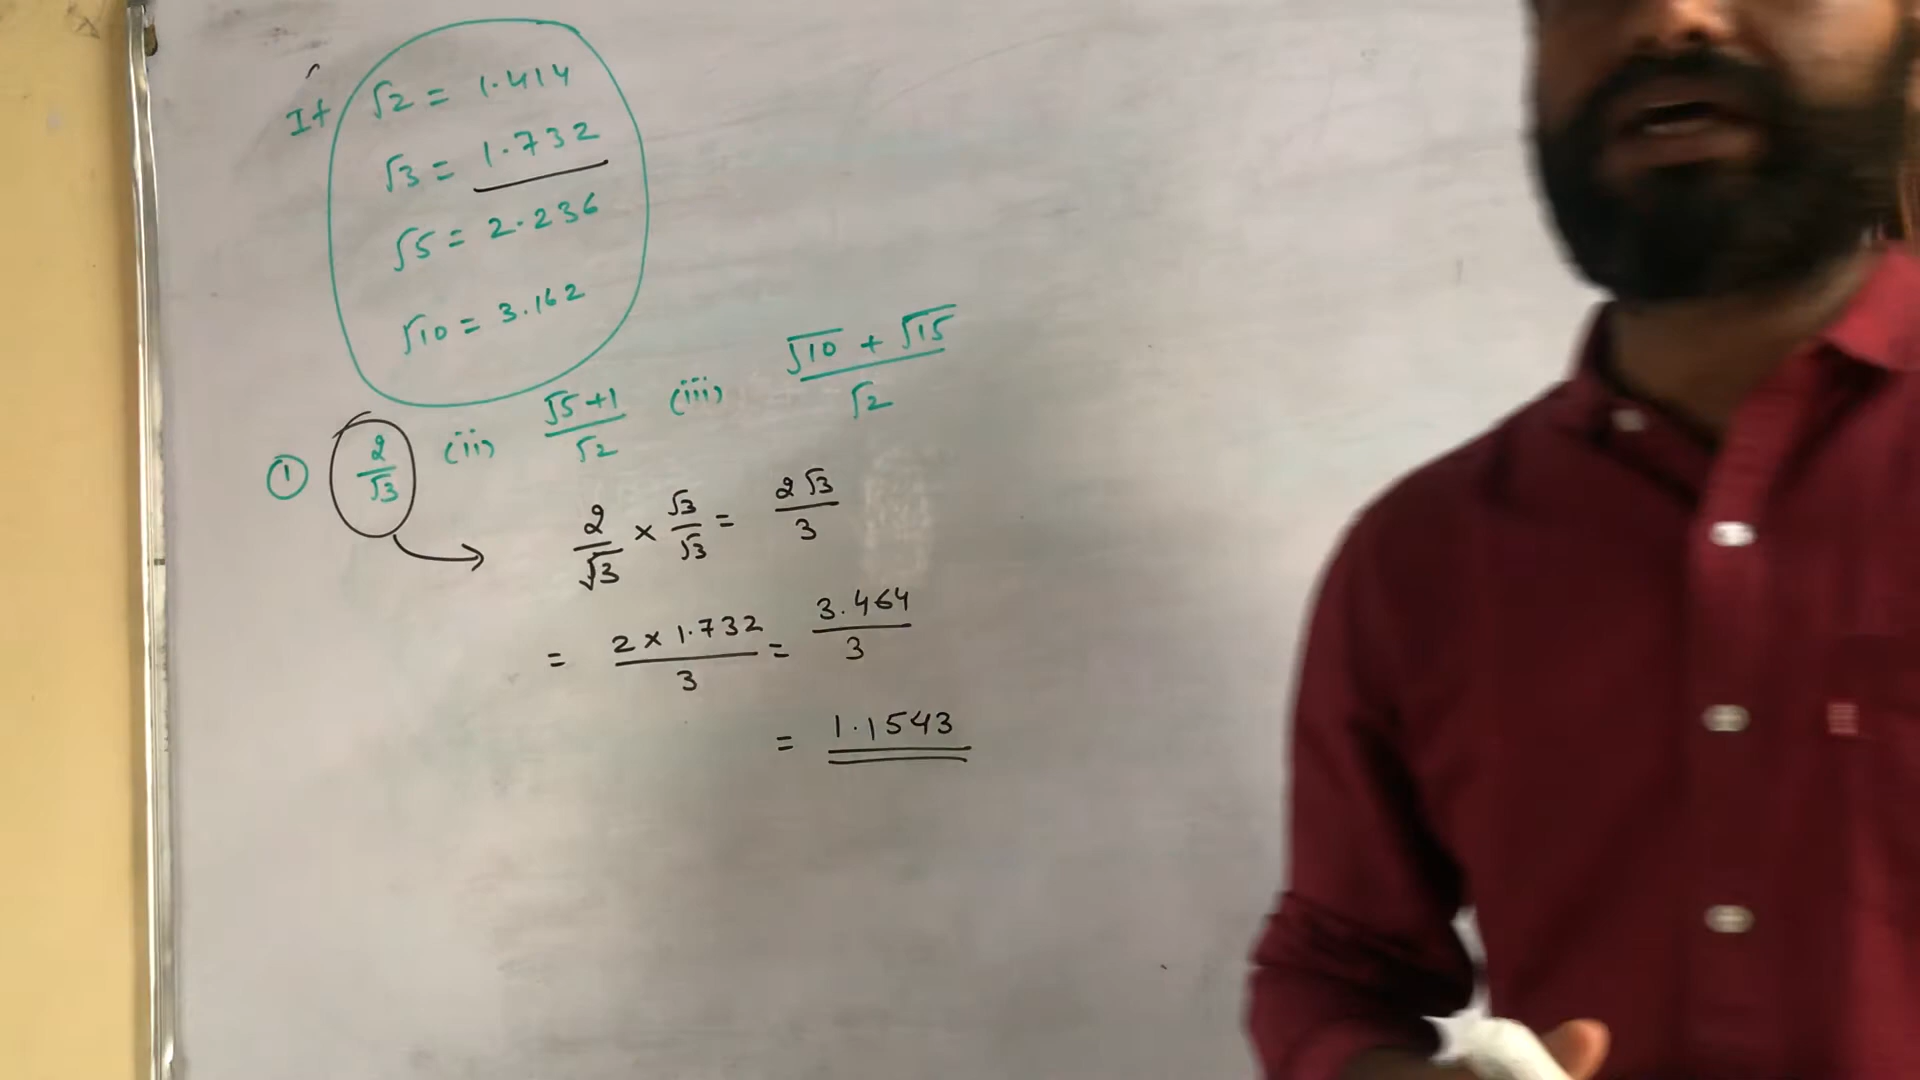 If √2 = 1.414
√3 = 1.732
√5 = 2.236
√10 = 3.162
① 2/√3 (ii) √5+1/√2 (iii) √10 + √15/√2
2/√3 × √3/√3 = 2√3/3
= 2 × 1.732/3 = 3.464/3
= 1.1543